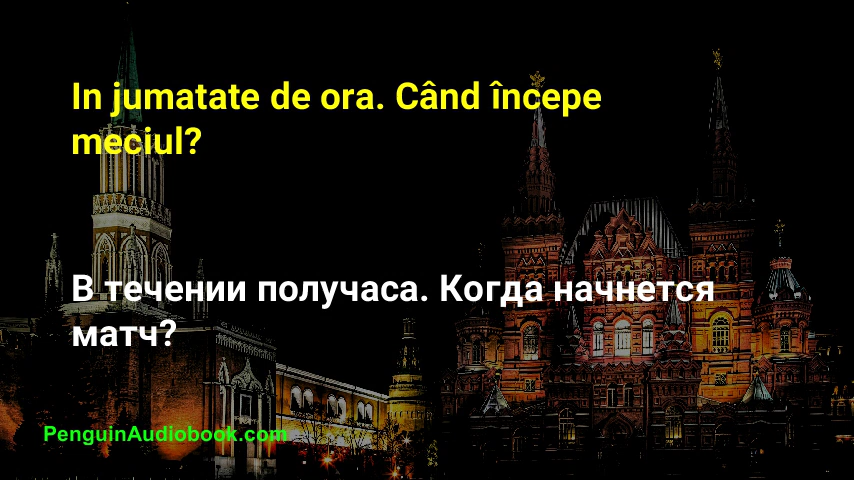 In jumatate de ora. Când începe
meciul?
В течении получаса. Когда начнется
матч?
PenguinAudiobook.com